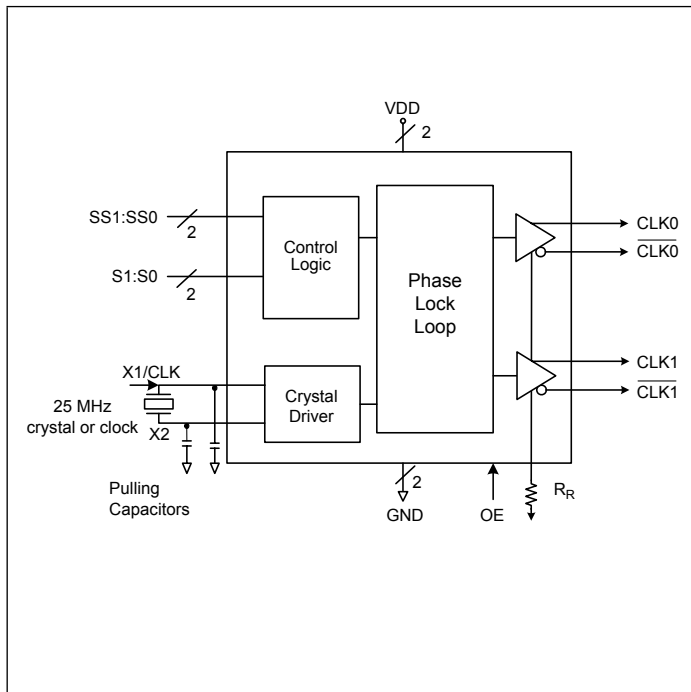 VDD
2
SS1:SS0
2
S1:S0
2
Control
Logic
Phase
Lock
Loop
CLK0
CLK0
CLK1
CLK1
X1/CLK
25 MHz
crystal or clock
X2
Crystal
Driver
Pulling
Capacitors
2
GND
OE
RR